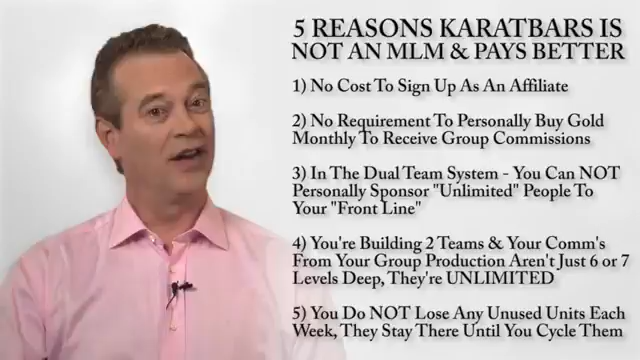 5 REASONS KARATBARS IS
NOT AN MLM & PAYS BETTER
1) No Cost To Sign Up As An Affiliate
2) No Requirement To Personally Buy Gold
Monthly To Receive Group Commissions
3) In The Dual Team System - You Can NOT
Personally Sponsor "Unlimited" People To
Your "Front Line"
4) You're Building 2 Teams & Your Comm's
From Your Group Production Aren't Just 6 or 7
Levels Deep, They're UNLIMITED
5) You Do NOT Lose Any Unused Units Each
Week, They Stay There Until You Cycle Them